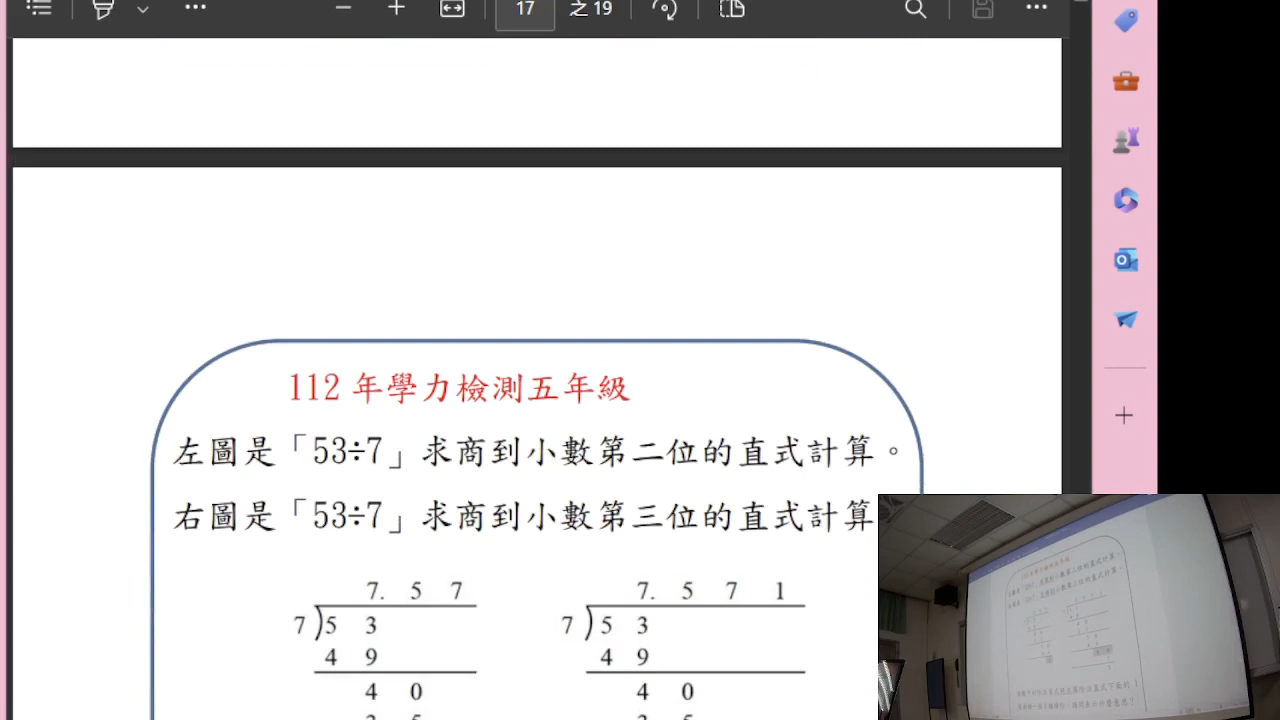 17 之 19
112 年學力檢測五年級
左圖是「53÷7」求商到小數第二位的直式計算。
右圖是「53÷7」求商到小數第三位的直式計算
7. 5 7
7 5 3
4 9
4 0
7. 5 7 1
7 5 3
4 9
4 0